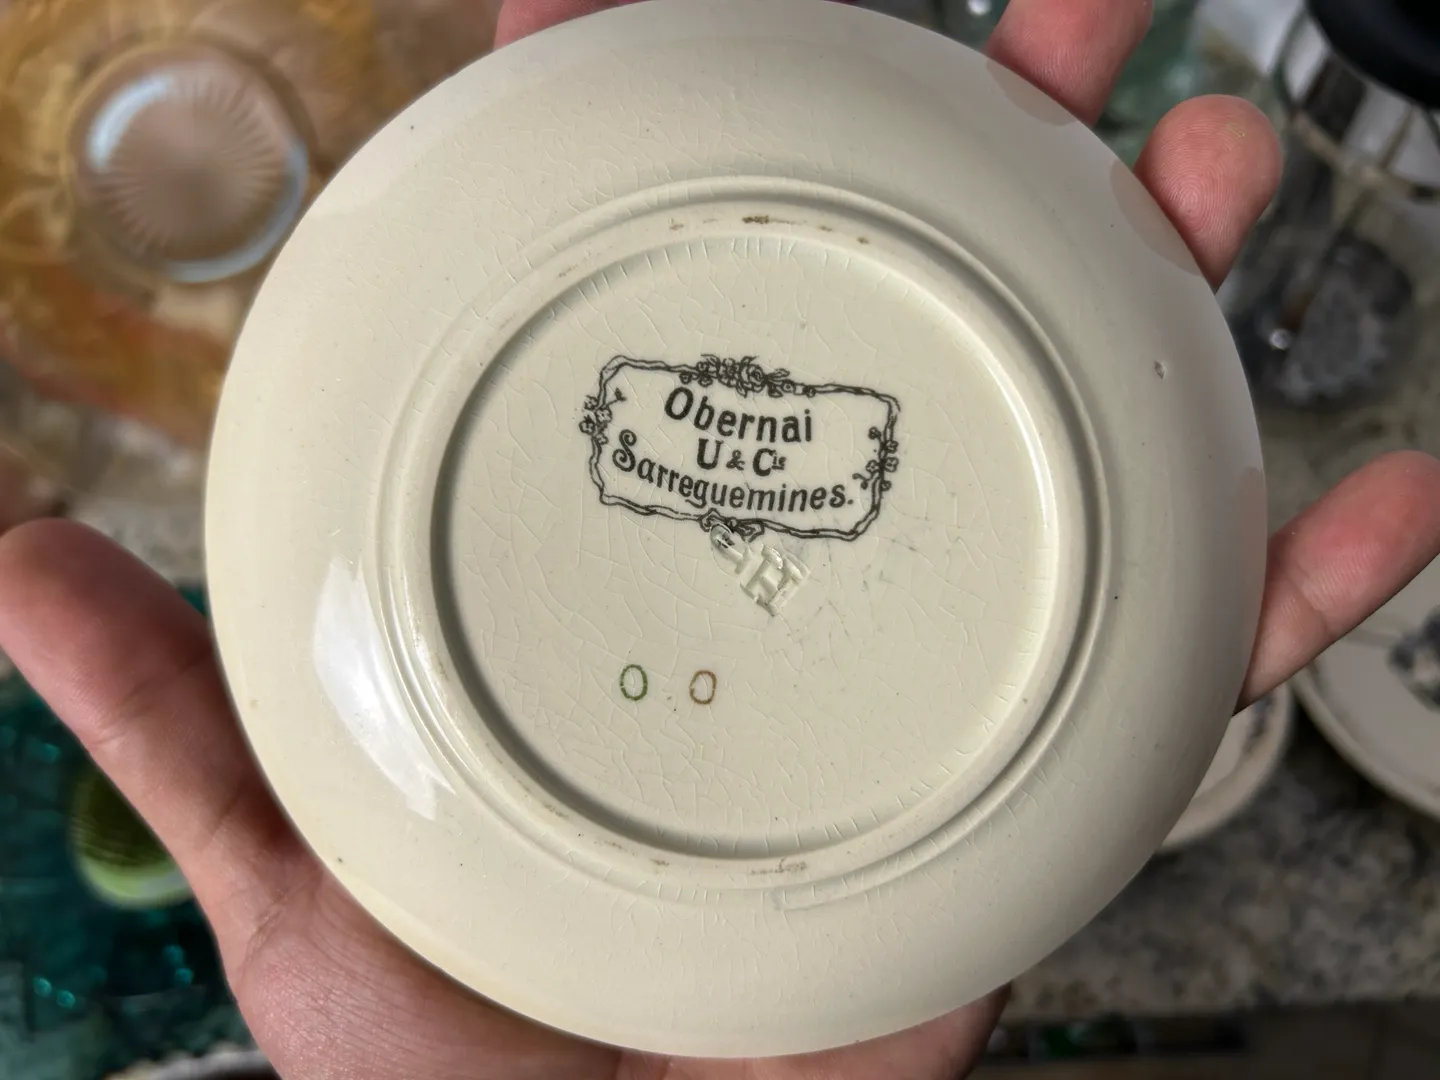 Obernai
U & Cie
Sarreguemines.
H
O O